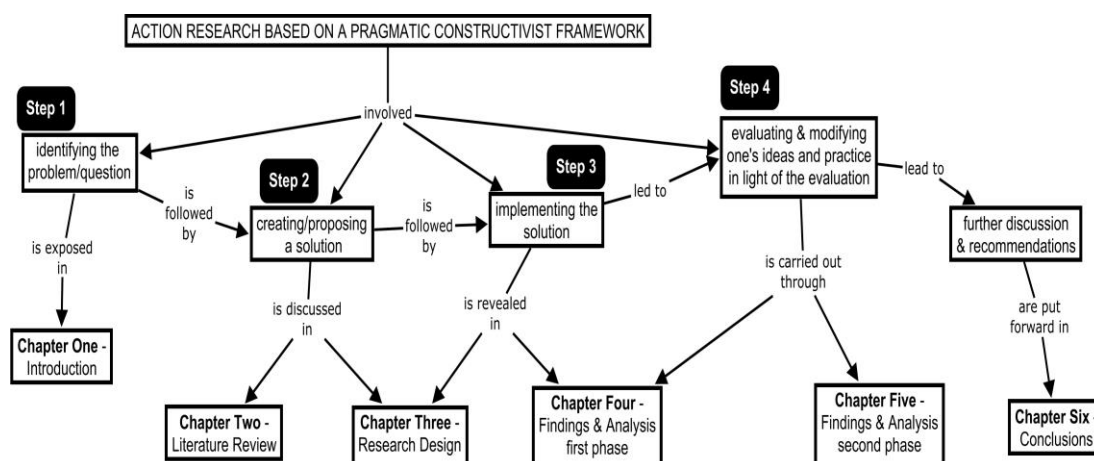 ACTION RESEARCH BASED ON A PRAGMATIC CONSTRUCTIVIST FRAMEWORK
involved
Step 1
identifying the
problem/question
is
followed
by
Step 2
creating/proposing
a solution
is
followed
by
Step 3
implementing the
solution
led to
Step 4
evaluating & modifying
one's ideas and practice
in light of the evaluation
lead to
further discussion
& recommendations
is exposed
in
is discussed
in
is revealed
in
is carried out
through
are put
forward in
Chapter One -
Introduction
Chapter Two -
Literature Review
Chapter Three -
Research Design
Chapter Four -
Findings & Analysis
first phase
Chapter Five -
Findings & Analysis
second phase
Chapter Six -
Conclusions